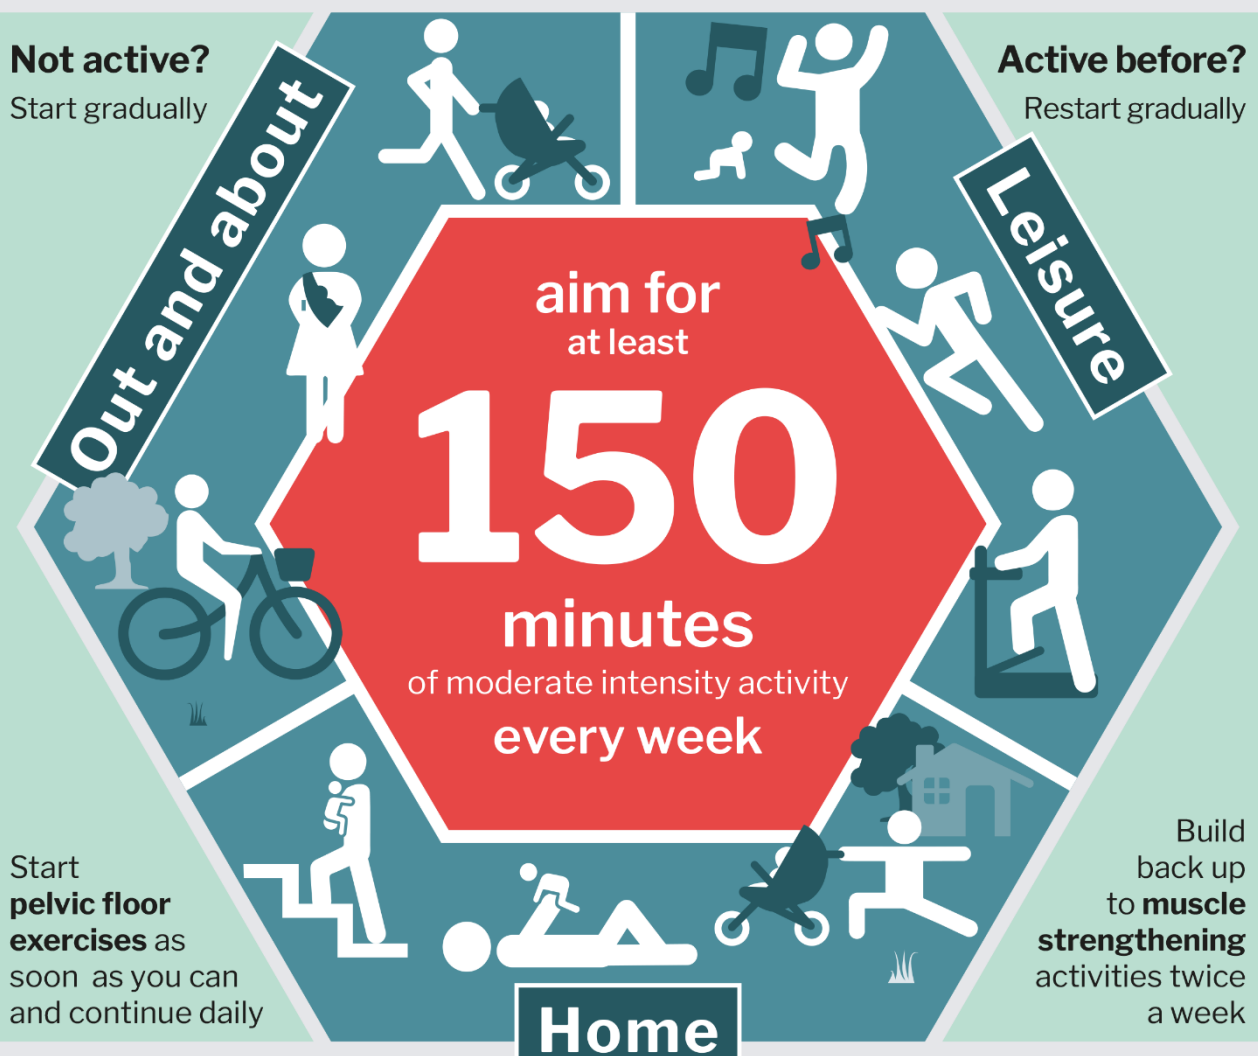 Not active?
Start gradually
Active before?
Restart gradually
Out and about
Leisure
aim for
at least
150
minutes
of moderate intensity activity
every week
Start
pelvic floor
exercises as
soon as you can
and continue daily
Build
back up
to muscle
strengthening
activities twice
a week
Home